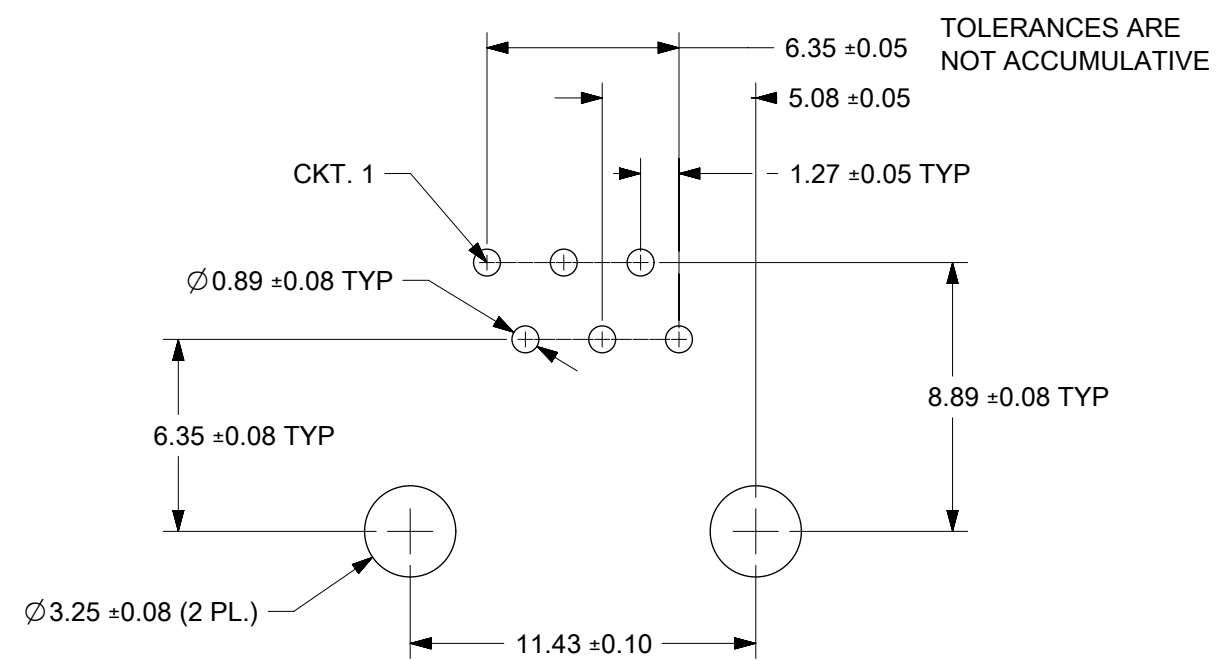 TOLERANCES ARE
NOT ACCUMULATIVE
6.35 ±0.05
5.08 ±0.05
CKT. 1
1.27 ±0.05 TYP
∅0.89 ±0.08 TYP
8.89 ±0.08 TYP
6.35 ±0.08 TYP
∅3.25 ±0.08 (2 PL.)
11.43 ±0.10